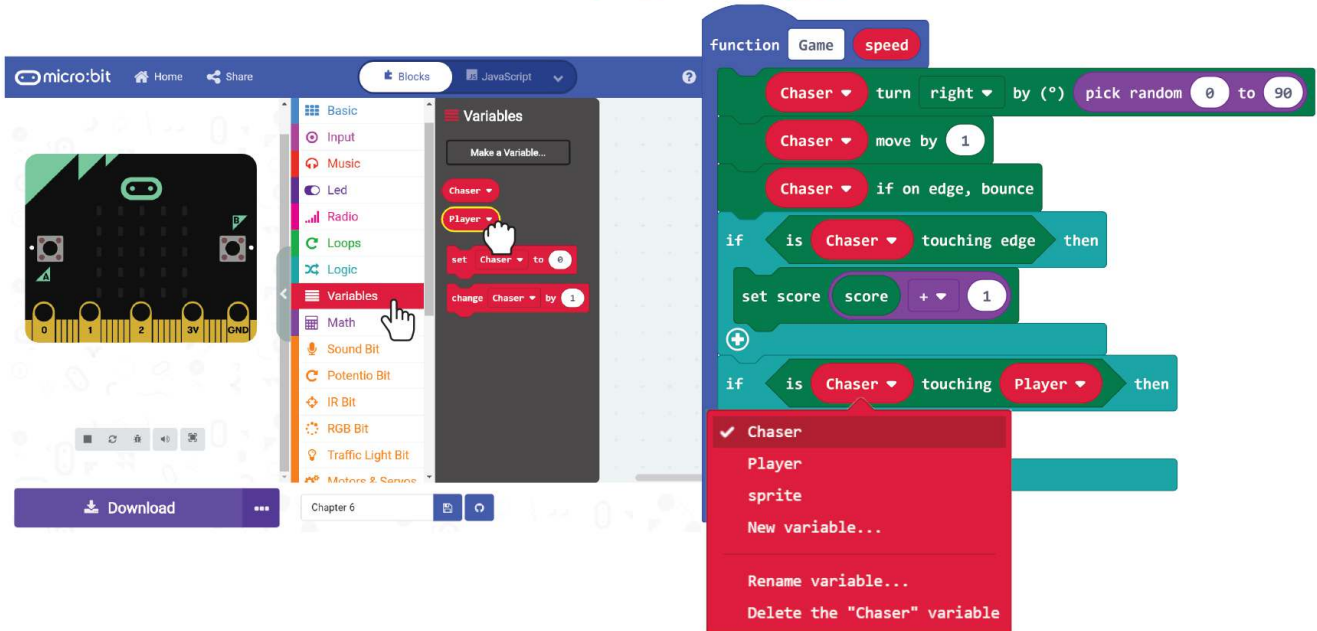 micro:bit Home Share Blocks JavaScript ?
Basic
Input
Music
Led
Radio
Loops
Logic
Variables
Math
Sound Bit
Potentio Bit
IR Bit
RGB Bit
Traffic Light Bit
Motors & Servos
Variables
Make a Variable...
Chaser
Player
set Chaser to 0
change Chaser by 1
A
B
0 1 2 3V GND
Download ...
Chapter 6
function Game speed
Chaser turn right by (°) pick random 0 to 90
Chaser move by 1
Chaser if on edge, bounce
if is Chaser touching edge then
set score score + 1
if is Chaser touching Player then
Chaser
Player
sprite
New variable...
Rename variable...
Delete the "Chaser" variable